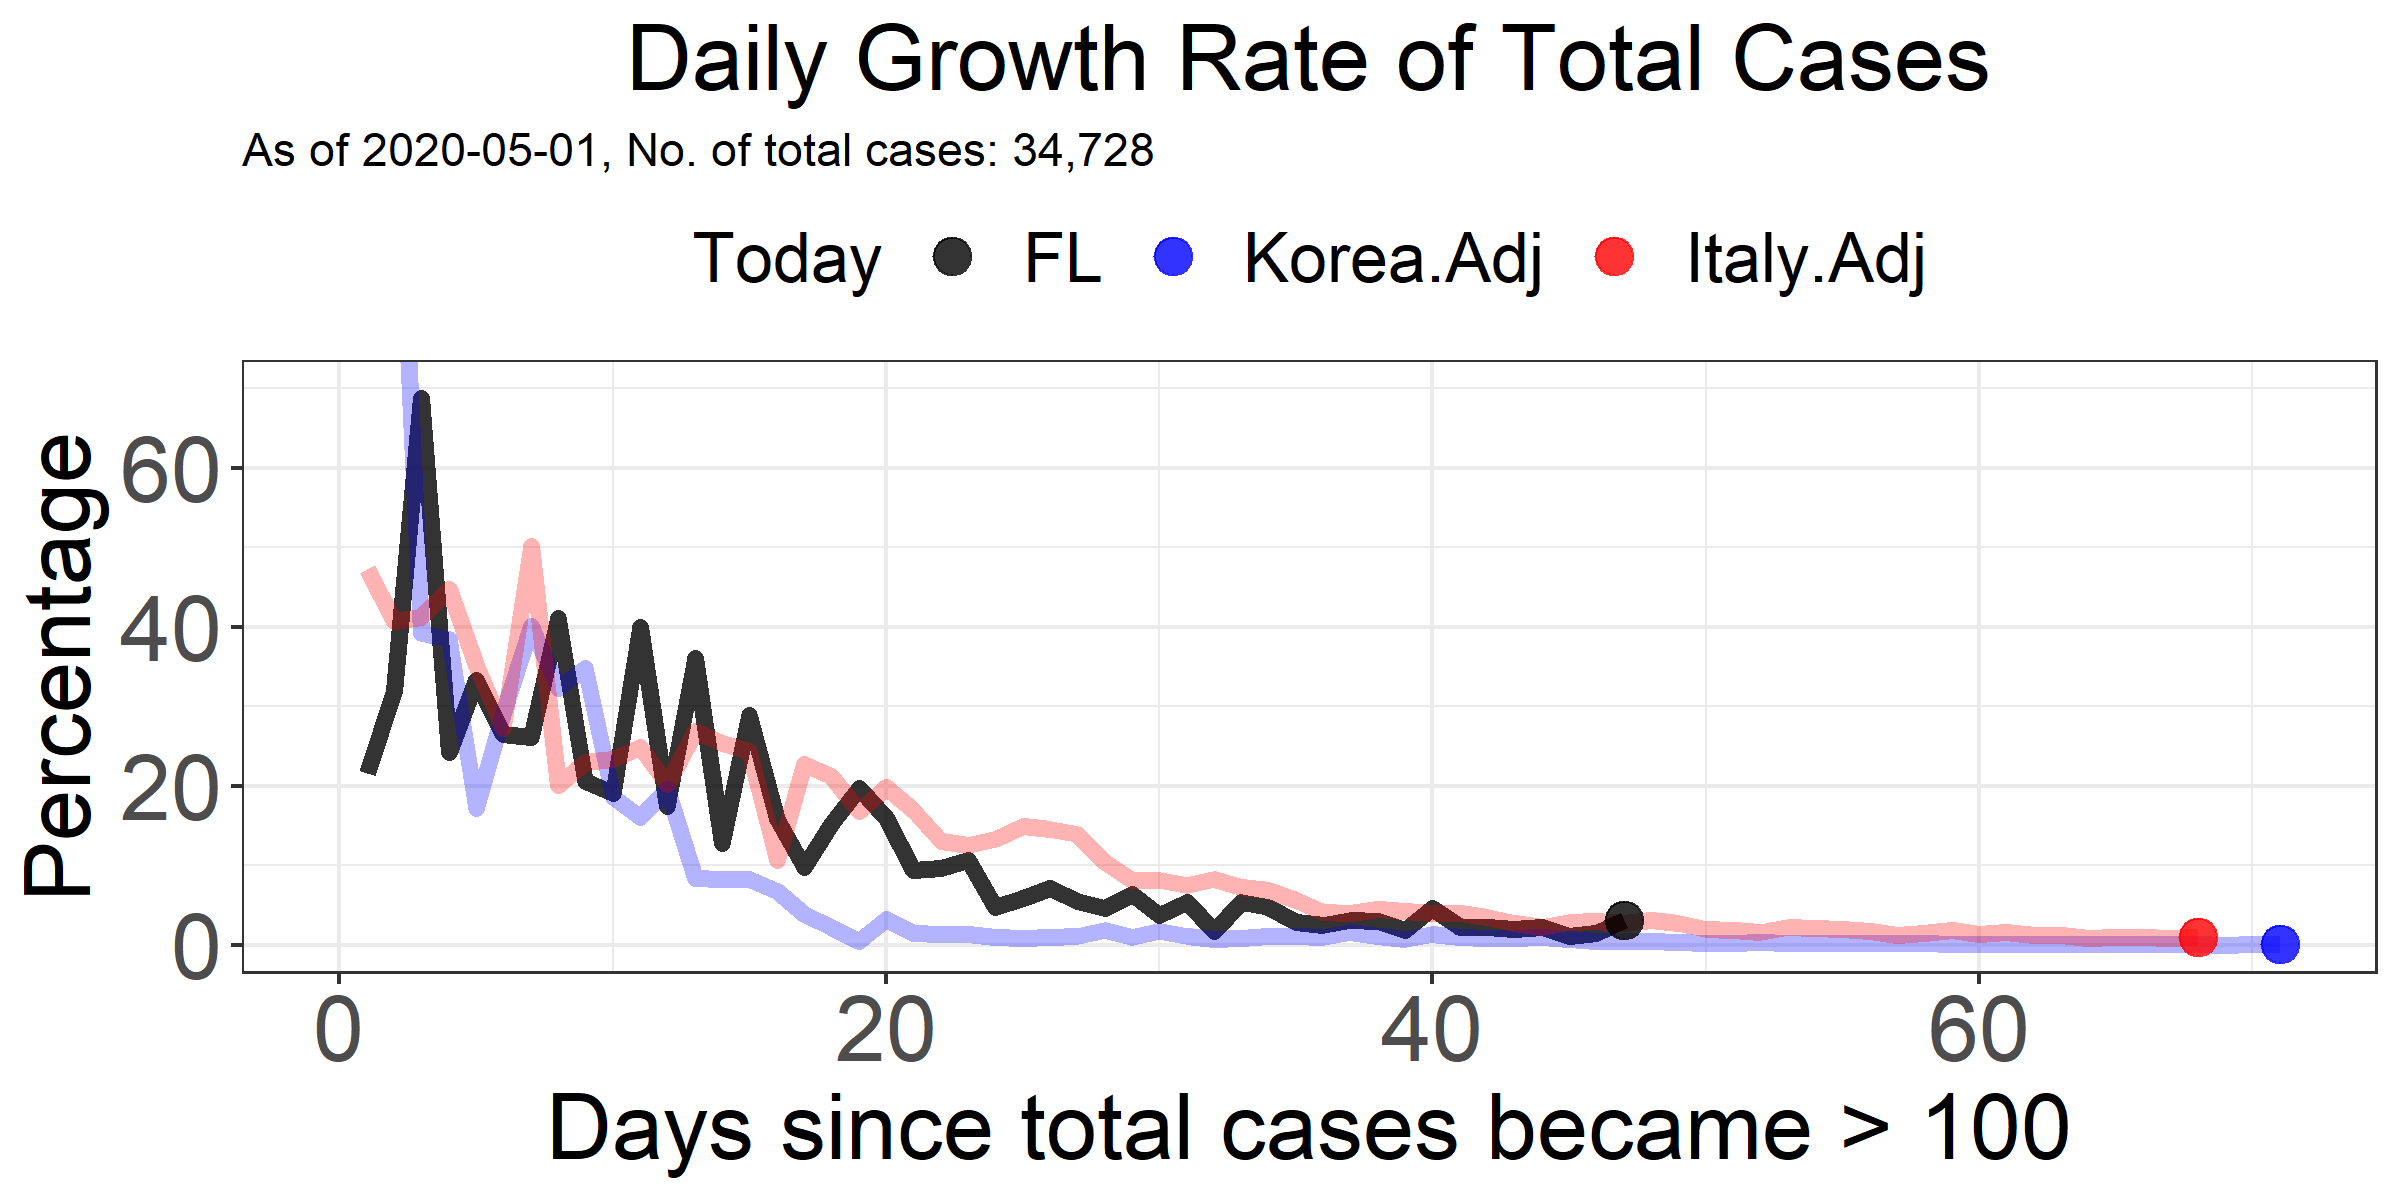 Daily Growth Rate of Total Cases
As of 2020-05-01, No. of total cases: 34,728
Today FL Korea.Adj Italy.Adj
Percentage
60
40
20
0
0 20 40 60
Days since total cases became > 100